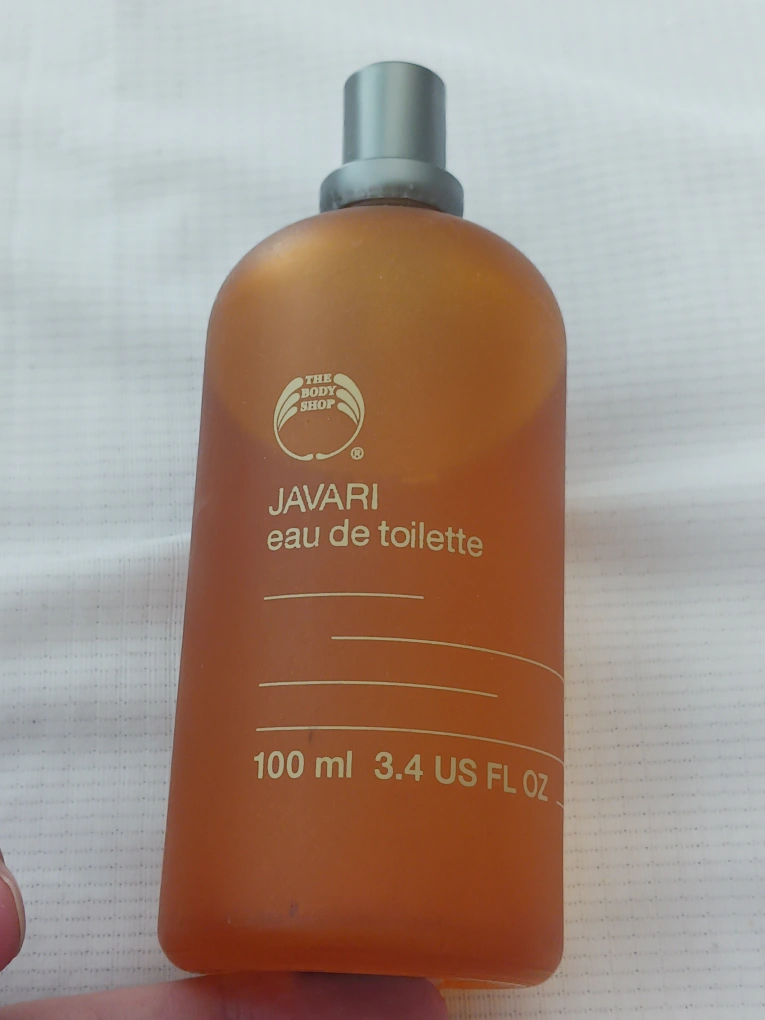 THE
BODY
SHOP
®
JAVARI
eau de toilette
100 ml 3.4 US FL OZ